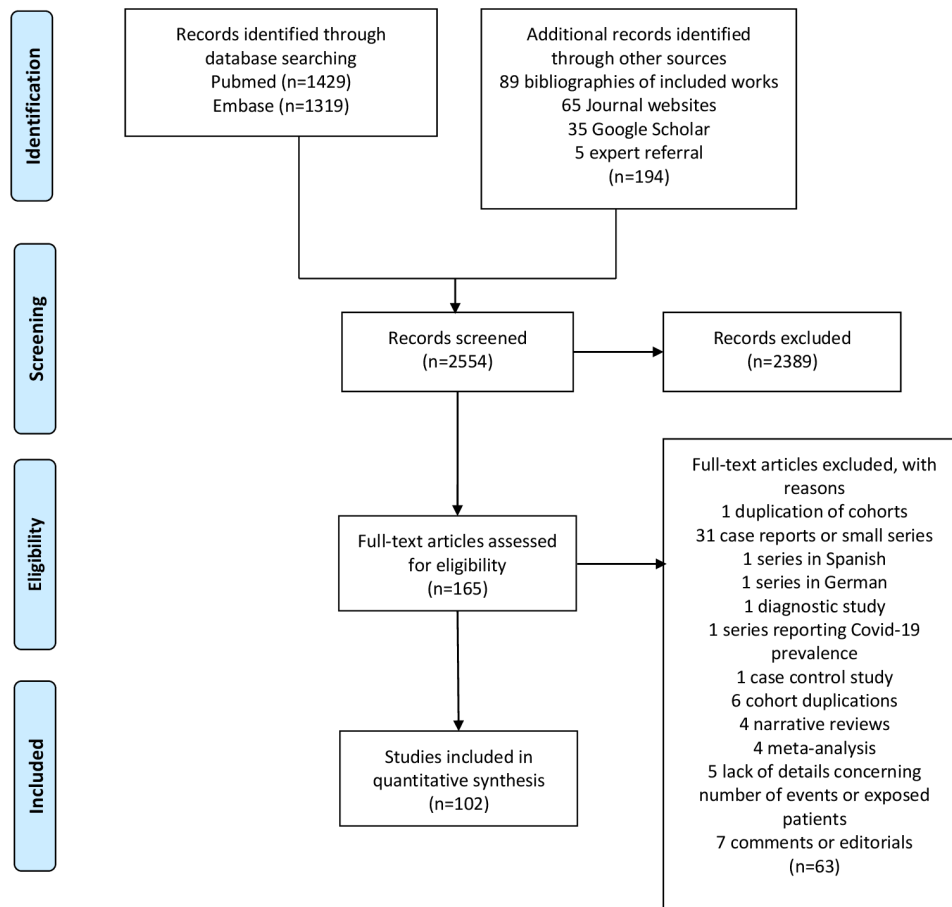 Identification
Records identified through
database searching
Pubmed (n=1429)
Embase (n=1319)
Additional records identified
through other sources
89 bibliographies of included works
65 Journal websites
35 Google Scholar
5 expert referral
(n=194)
Screening
Records screened
(n=2554)
Records excluded
(n=2389)
Eligibility
Full-text articles assessed
for eligibility
(n=165)
Full-text articles excluded, with
reasons
1 duplication of cohorts
31 case reports or small series
1 series in Spanish
1 series in German
1 diagnostic study
1 series reporting Covid-19
prevalence
1 case control study
6 cohort duplications
4 narrative reviews
4 meta-analysis
5 lack of details concerning
number of events or exposed
patients
7 comments or editorials
(n=63)
Included
Studies included in
quantitative synthesis
(n=102)